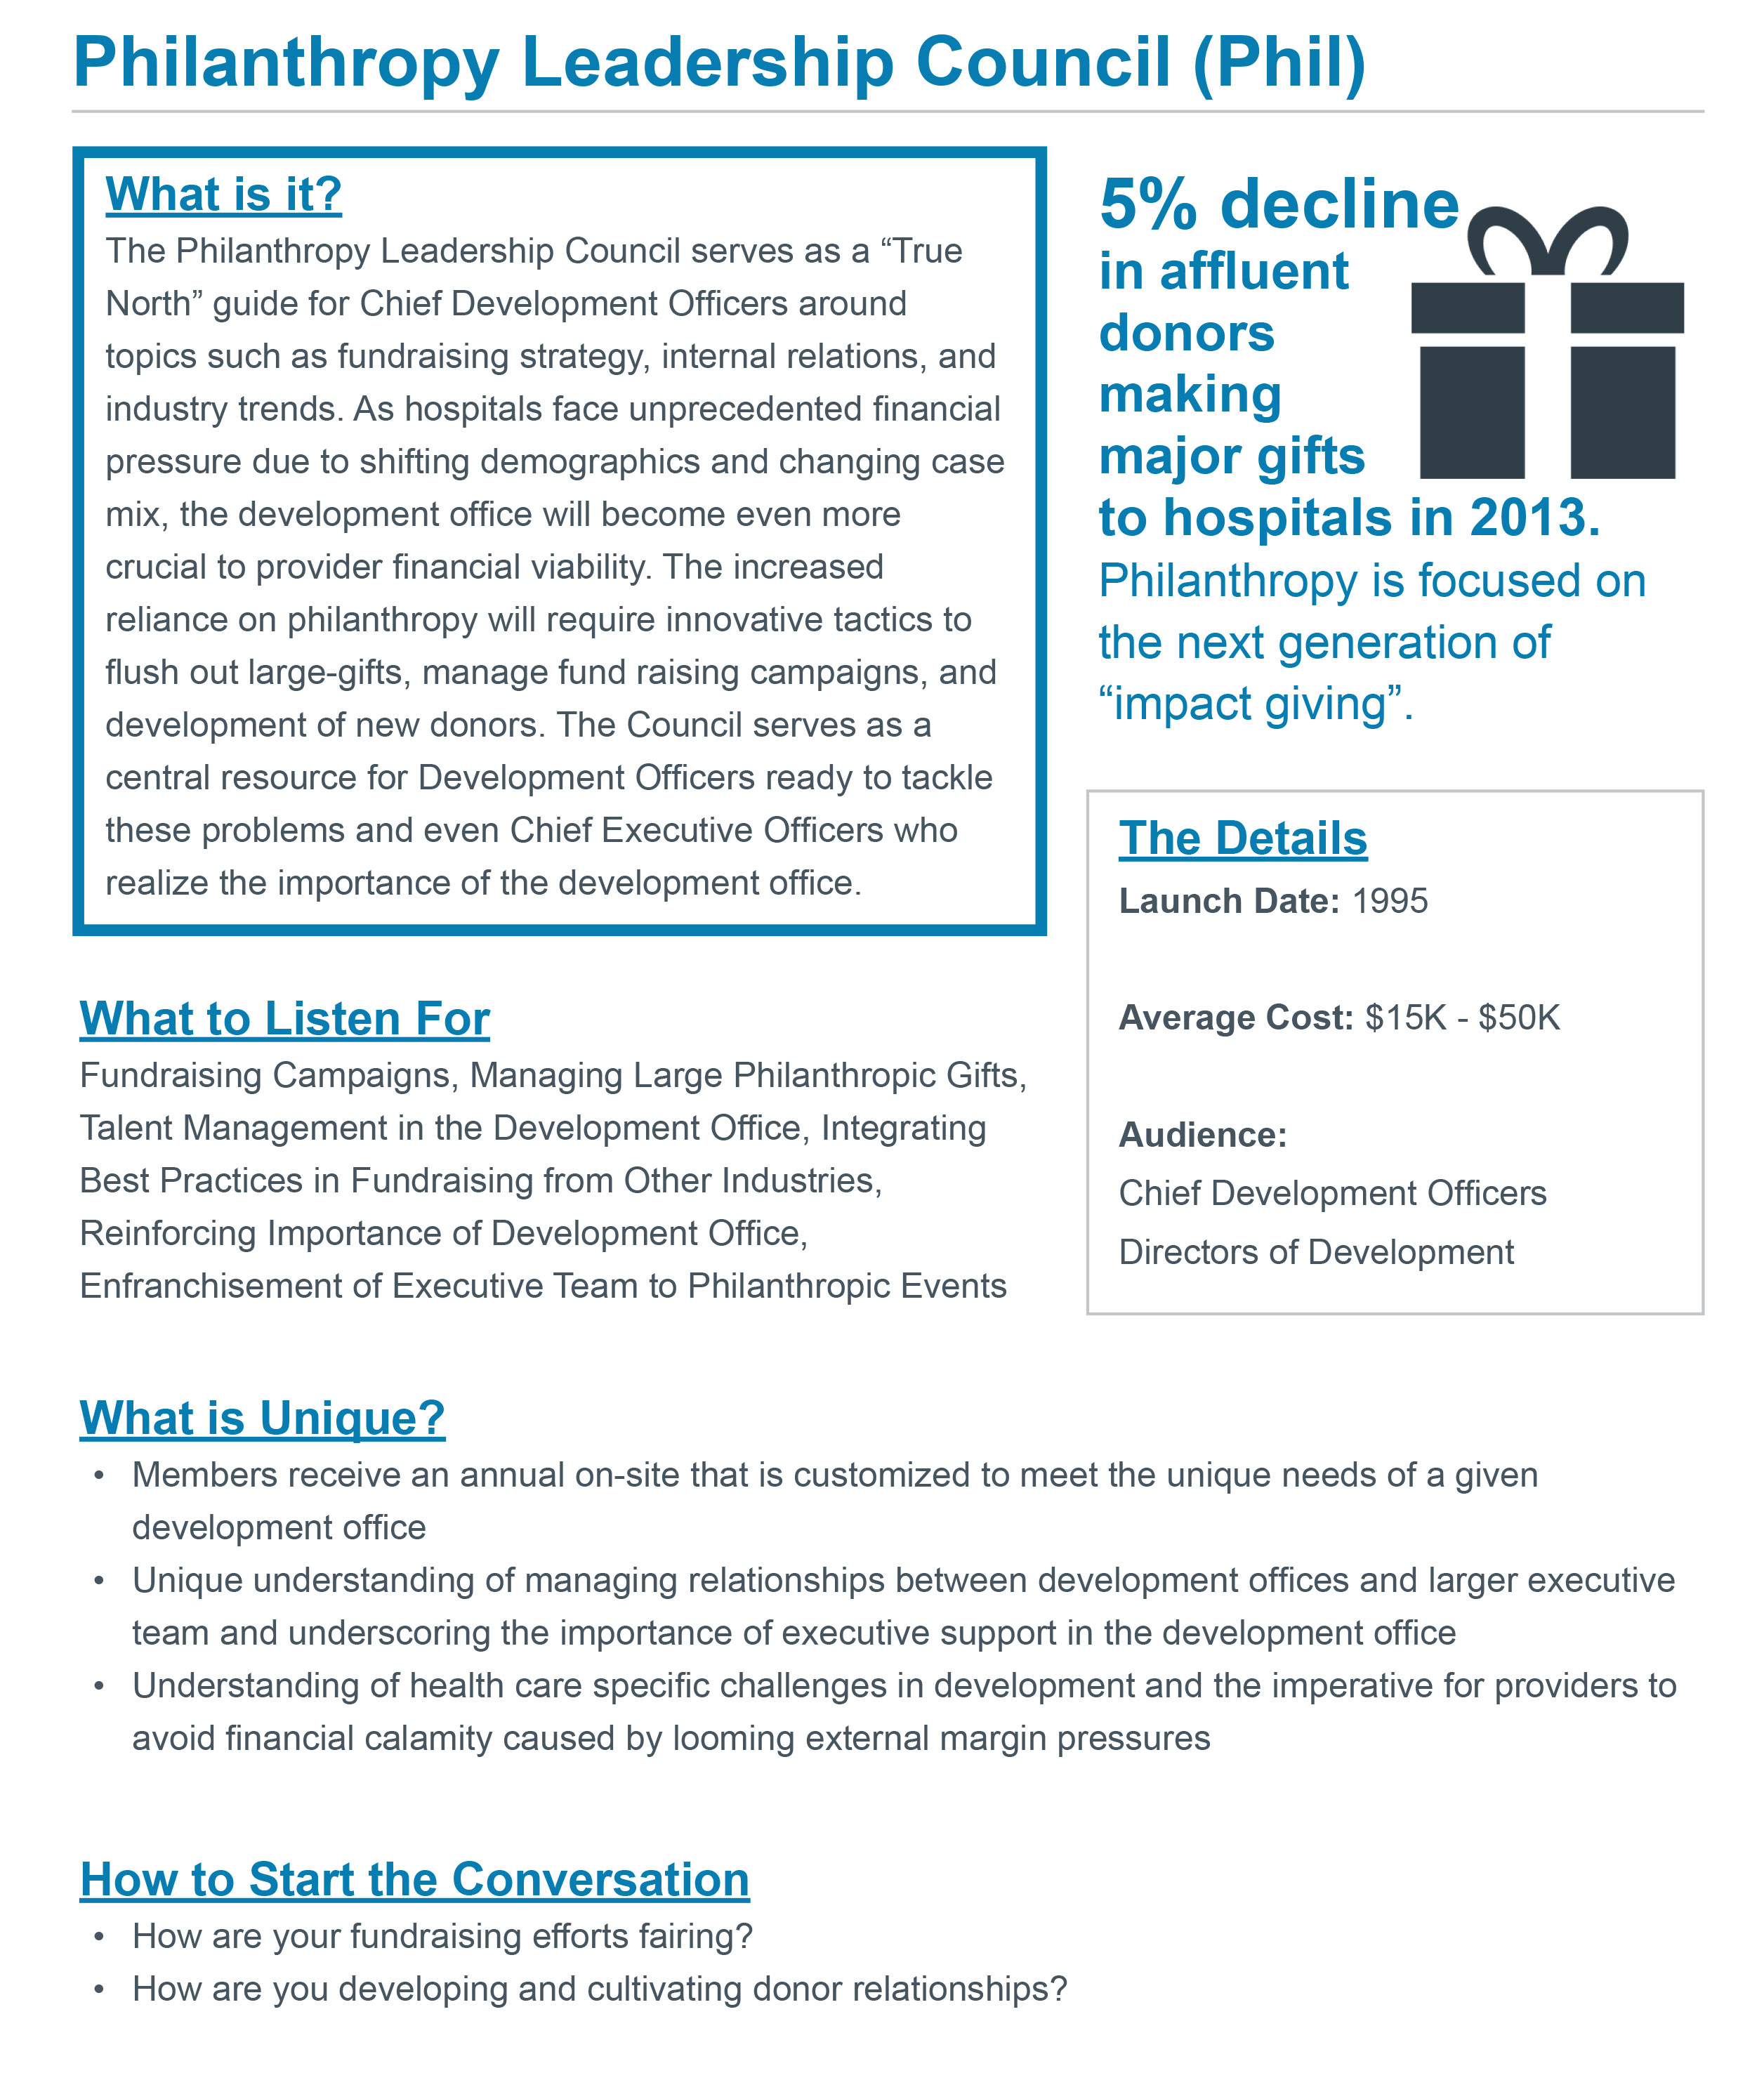 Philanthropy Leadership Council (Phil)
What is it?
The Philanthropy Leadership Council serves as a “True
North” guide for Chief Development Officers around
topics such as fundraising strategy, internal relations, and
industry trends. As hospitals face unprecedented financial
pressure due to shifting demographics and changing case
mix, the development office will become even more
crucial to provider financial viability. The increased
reliance on philanthropy will require innovative tactics to
flush out large-gifts, manage fund raising campaigns, and
development of new donors. The Council serves as a
central resource for Development Officers ready to tackle
these problems and even Chief Executive Officers who
realize the importance of the development office.
5% decline
in affluent
donors
making
major gifts
to hospitals in 2013.
Philanthropy is focused on
the next generation of
“impact giving”.
The Details
Launch Date: 1995
Average Cost: $15K - $50K
Audience:
Chief Development Officers
Directors of Development
What to Listen For
Fundraising Campaigns, Managing Large Philanthropic Gifts,
Talent Management in the Development Office, Integrating
Best Practices in Fundraising from Other Industries,
Reinforcing Importance of Development Office,
Enfranchisement of Executive Team to Philanthropic Events
What is Unique?
• Members receive an annual on-site that is customized to meet the unique needs of a given
development office
• Unique understanding of managing relationships between development offices and larger executive
team and underscoring the importance of executive support in the development office
• Understanding of health care specific challenges in development and the imperative for providers to
avoid financial calamity caused by looming external margin pressures
How to Start the Conversation
• How are your fundraising efforts fairing?
• How are you developing and cultivating donor relationships?